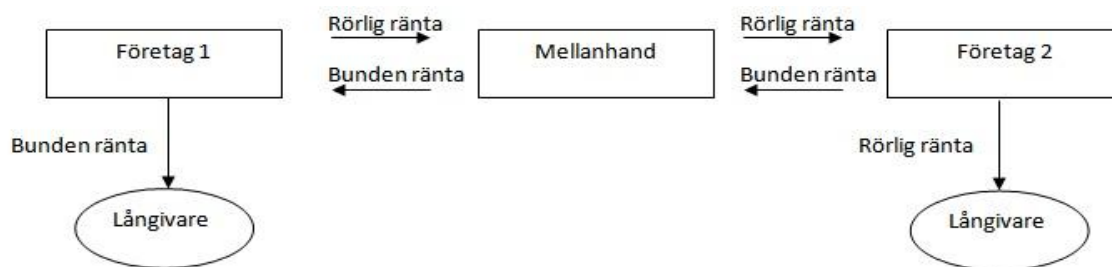 Rörlig ränta
Rörlig ränta
Företag 1
Mellanhand
Företag 2
Bunden ränta
Bunden ränta
Bunden ränta
Rörlig ränta
Långivare
Långivare